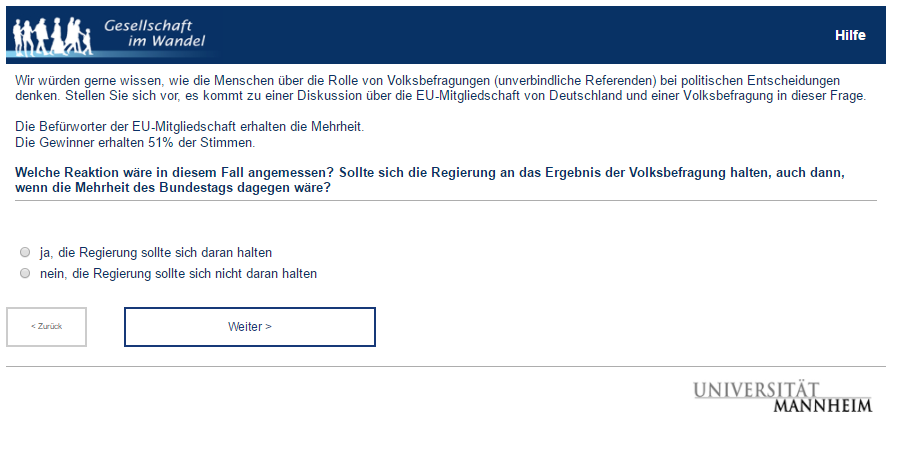 Gesellschaft
im Wandel
Hilfe
Wir würden gerne wissen, wie die Menschen über die Rolle von Volksbefragungen (unverbindliche Referenden) bei politischen Entscheidungen
denken. Stellen Sie sich vor, es kommt zu einer Diskussion über die EU-Mitgliedschaft von Deutschland und einer Volksbefragung in dieser Frage.
Die Befürworter der EU-Mitgliedschaft erhalten die Mehrheit.
Die Gewinner erhalten 51% der Stimmen.
Welche Reaktion wäre in diesem Fall angemessen? Sollte sich die Regierung an das Ergebnis der Volksbefragung halten, auch dann,
wenn die Mehrheit des Bundestags dagegen wäre?
ja, die Regierung sollte sich daran halten
nein, die Regierung sollte sich nicht daran halten
< Zurück
Weiter >
UNIVERSITÄT
MANNHEIM